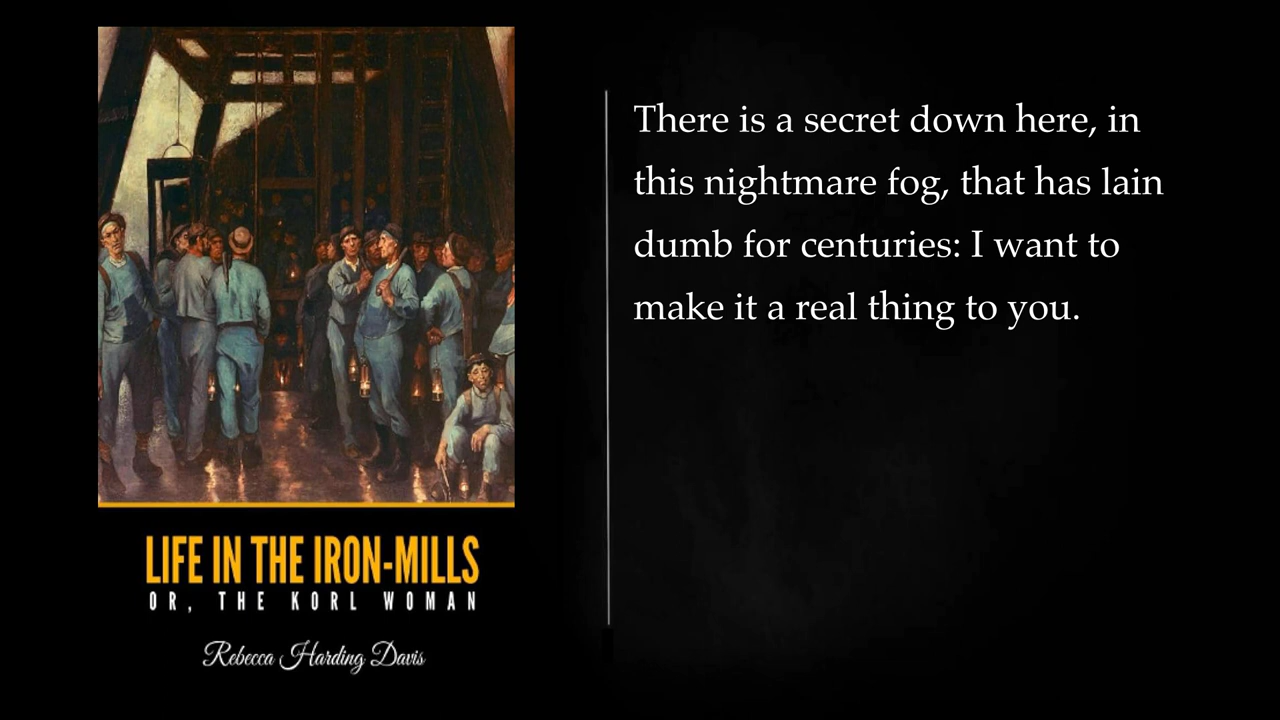 LIFE IN THE IRON-MILLS
OR, THE KORL WOMAN
Rebecca Harding Davis
There is a secret down here, in
this nightmare fog, that has lain
dumb for centuries: I want to
make it a real thing to you.